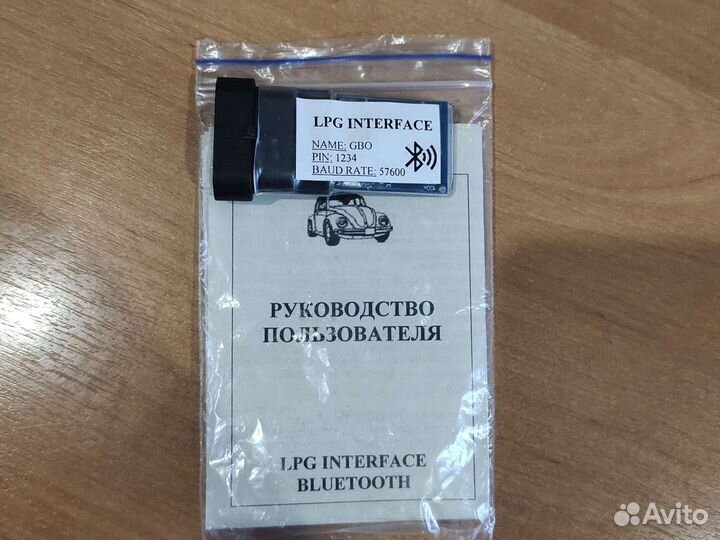 LPG INTERFACE
NAME: GBO
PIN: 1234
BAUD RATE: 57600
РУКОВОДСТВО
ПОЛЬЗОВАТЕЛЯ
LPG INTERFACE
BLUETOOTH
Avito